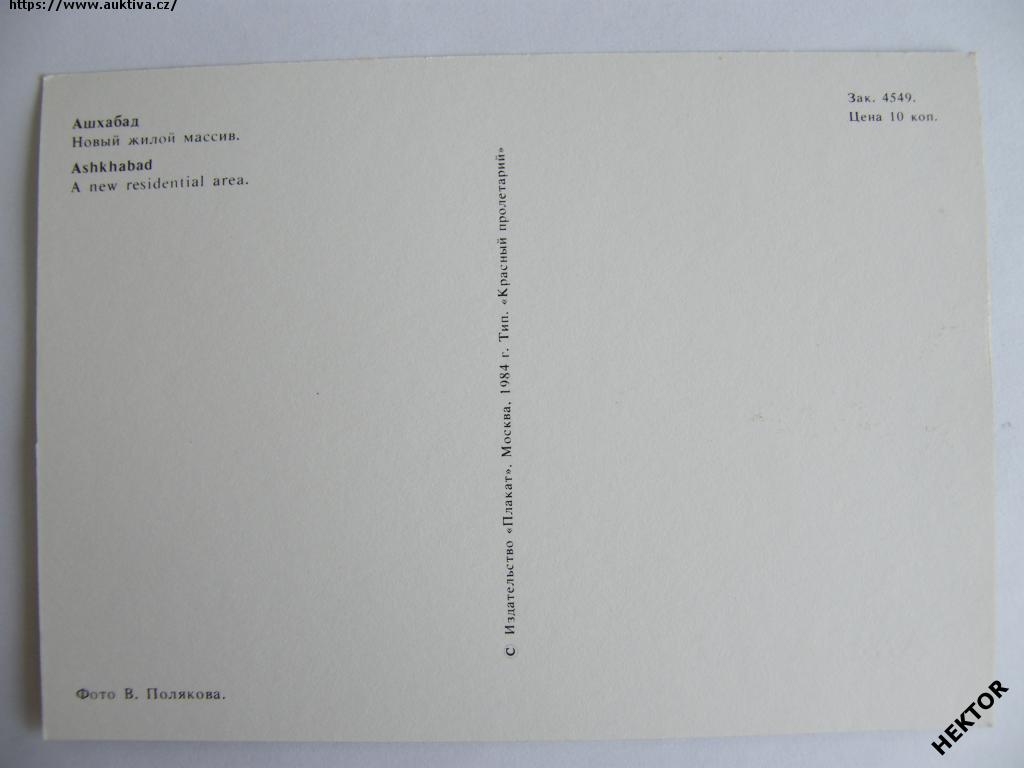 https://www.auktiva.cz/
Ашхабад
Новый жилой массив.
Ashkhabad
A new residential area.
Зак. 4549.
Цена 10 коп.
С Издательство «Плакат». Москва, 1984 г. Тип. «Красный пролетарий»
Фото В. Полякова.
HEKTOR